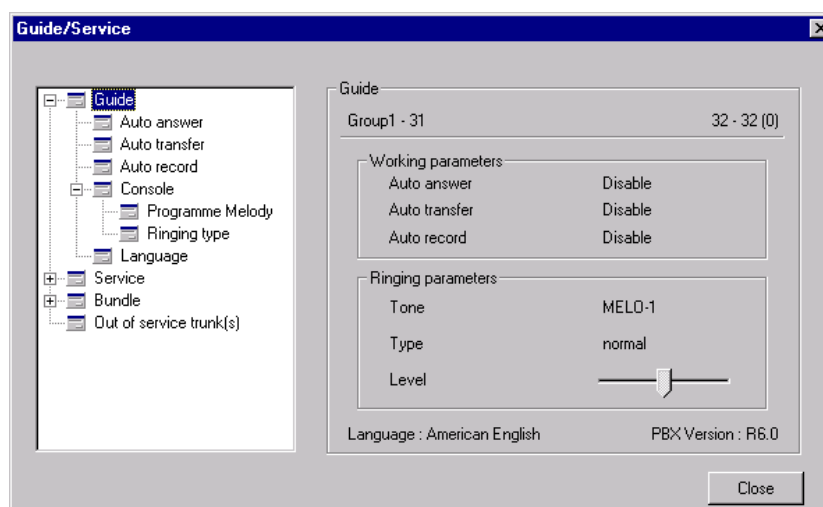 Guide/Service
Guide
Auto answer
Auto transfer
Auto record
Console
Programme Melody
Ringing type
Language
Service
Bundle
Out of service trunk(s)
Guide
Group1 - 31 32 - 32 (0)
Working parameters
Auto answer Disable
Auto transfer Disable
Auto record Disable
Ringing parameters
Tone MELO-1
Type normal
Level
Language : American English PBX Version : R6.0
Close